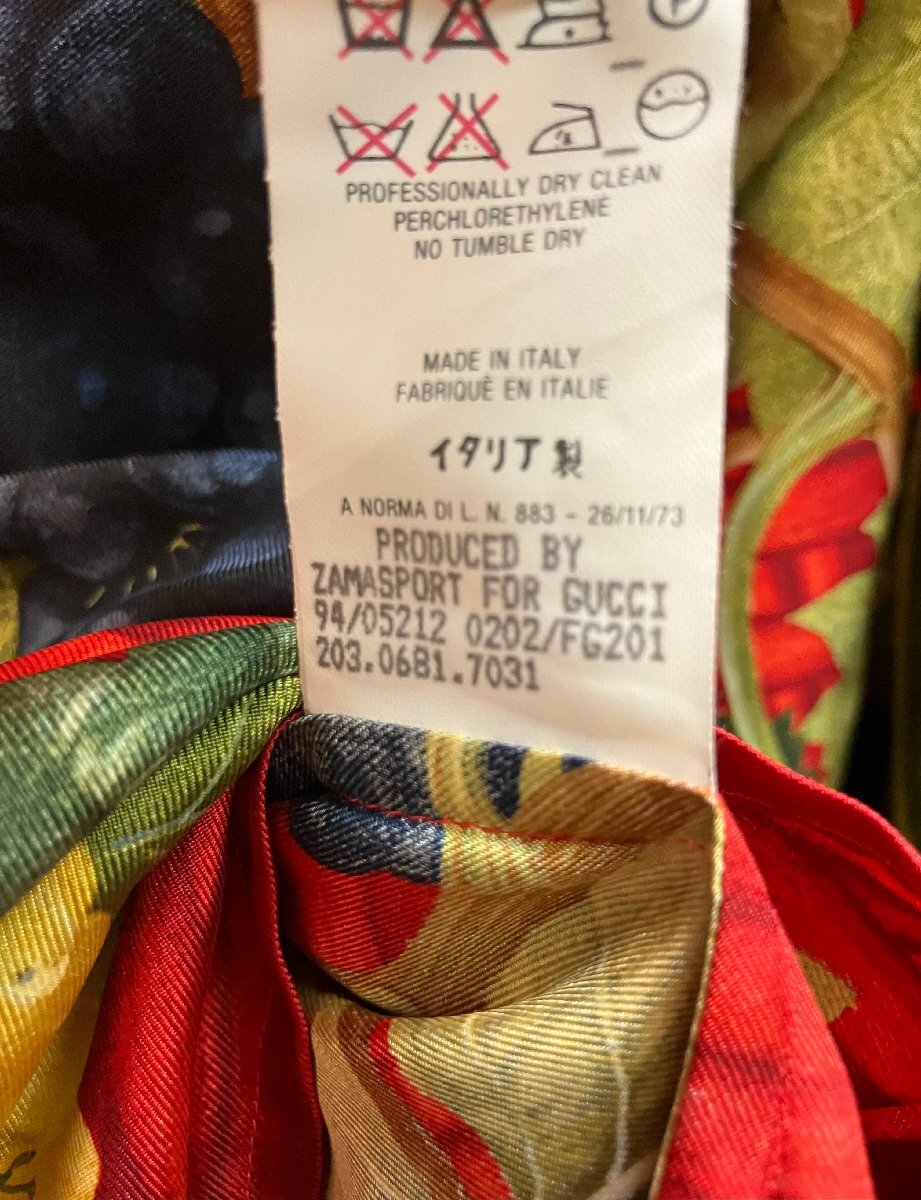 P
PROFESSIONALLY DRY CLEAN
PERCHLORETHYLENE
NO TUMBLE DRY
MADE IN ITALY
FABRIQUÈ EN ITALIE
イタリア製
A NORMA DI L. N. 883 - 26/11/73
PRODUCED BY
ZAMASPORT FOR GUCCI
94/05212 0202/FG201
203.0681.7031